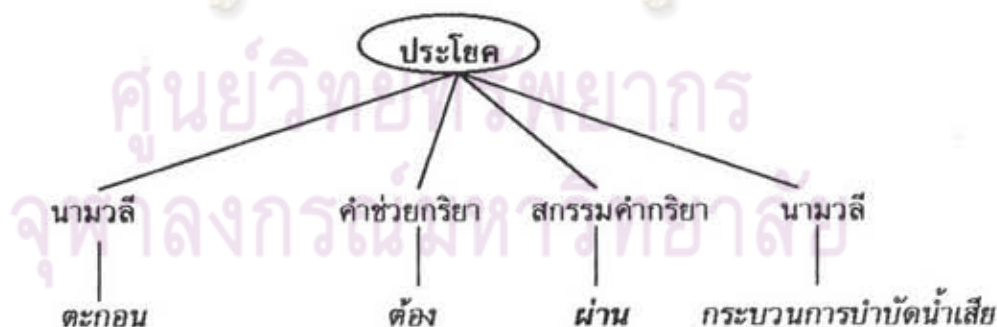 ประโยค
ศูนย์วิทยทรัพยากร
นามวลี คำช่วยกริยา สกรรมคำกริยา นามวลี
จุฬาลงกรณ์มหาวิทยาลัย
ตะกอน ต้อง ผ่าน กระบวนการบำบัดน้ำเสีย